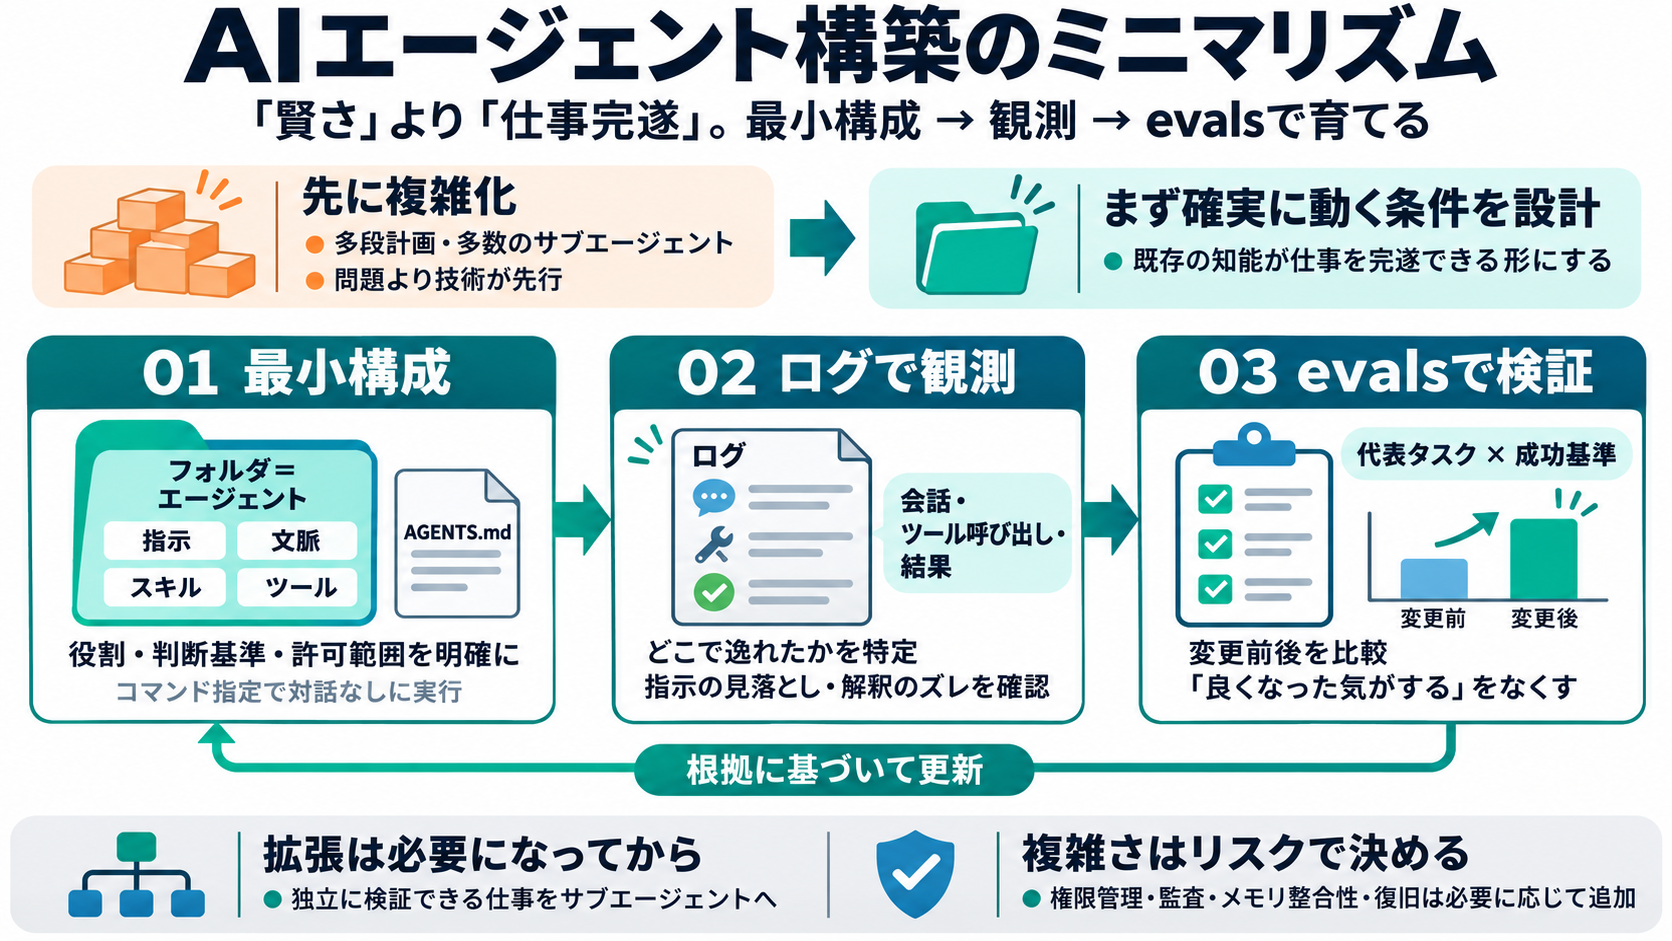 AIエージェント構築のミニマリズム
「賢さ」より「仕事完遂」。最小構成 → 観測 → evalsで育てる
先に複雑化
多段計画・多数のサブエージェント
問題より技術が先行
まず確実に動く条件を設計
既存の知能が仕事を完遂できる形にする
01 最小構成
フォルダ＝
エージェント
指示
文脈
スキル
ツール
AGENTS.md
役割・判断基準・許可範囲を明確に
コマンド指定で対話なしに実行
02 ログで観測
ログ
会話・
ツール呼び出し・
結果
どこで逸れたかを特定
指示の見落とし・解釈のズレを確認
03 evalsで検証
代表タスク × 成功基準
変更前
変更後
変更前後を比較
「良くなった気がする」をなくす
根拠に基づいて更新
拡張は必要になってから
独立に検証できる仕事をサブエージェントへ
複雑さはリスクで決める
権限管理・監査・メモリ整合性・復旧は必要に応じて追加